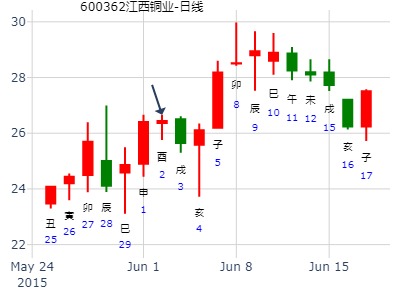 600362江西铜业-日线
30
28
26
24
22
丑
25
寅
26
卯
27
辰
28
巳
29
申
1
酉
2
戌
3
亥
4
子
5
卯
8
辰
9
巳
10
午
11
未
12
戌
15
亥
16
子
17
May 24
2015
Jun 1
Jun 8
Jun 15